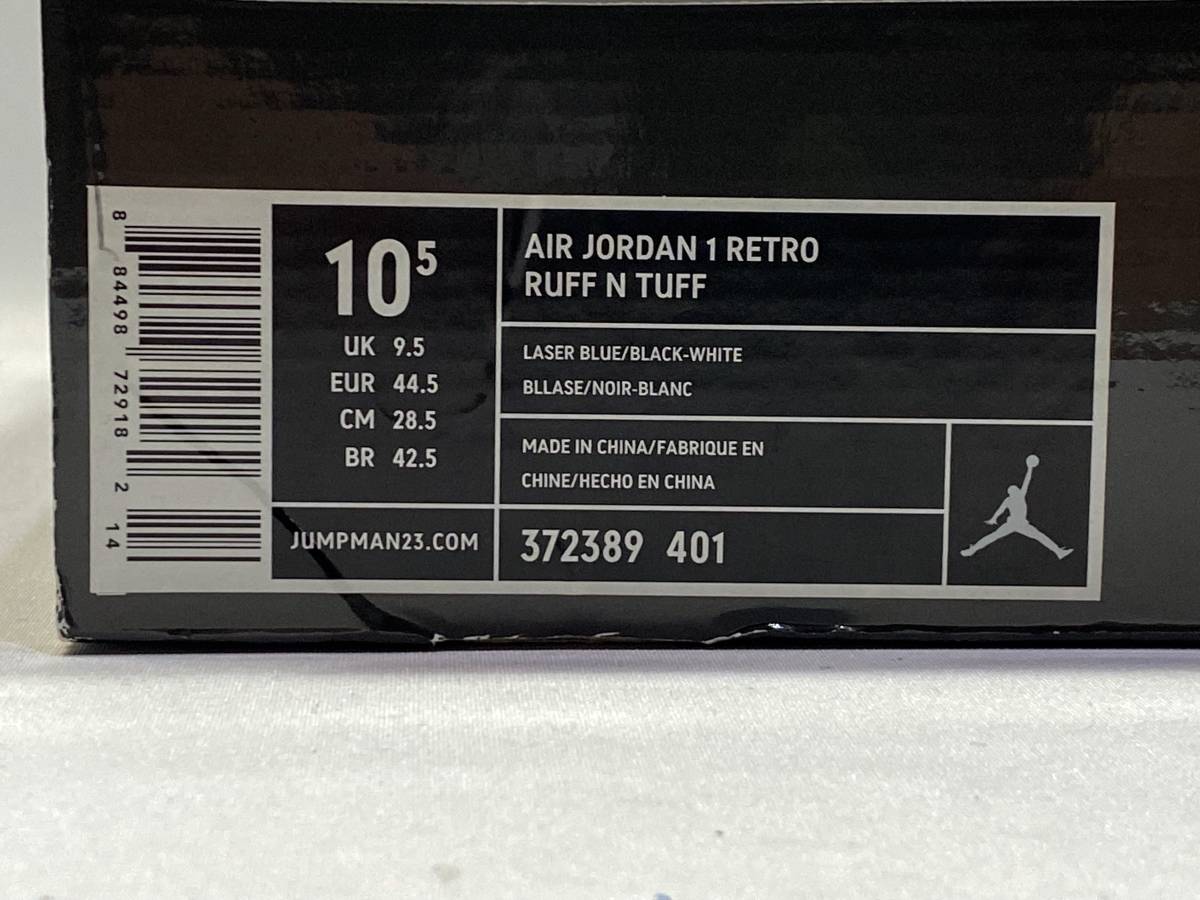 8 84498 72918 2 14
10⁵
UK 9.5
EUR 44.5
CM 28.5
BR 42.5
JUMPMAN23.COM
AIR JORDAN 1 RETRO
RUFF N TUFF
LASER BLUE/BLACK-WHITE
BLLASE/NOIR-BLANC
MADE IN CHINA/FABRIQUE EN
CHINE/HECHO EN CHINA
372389 401